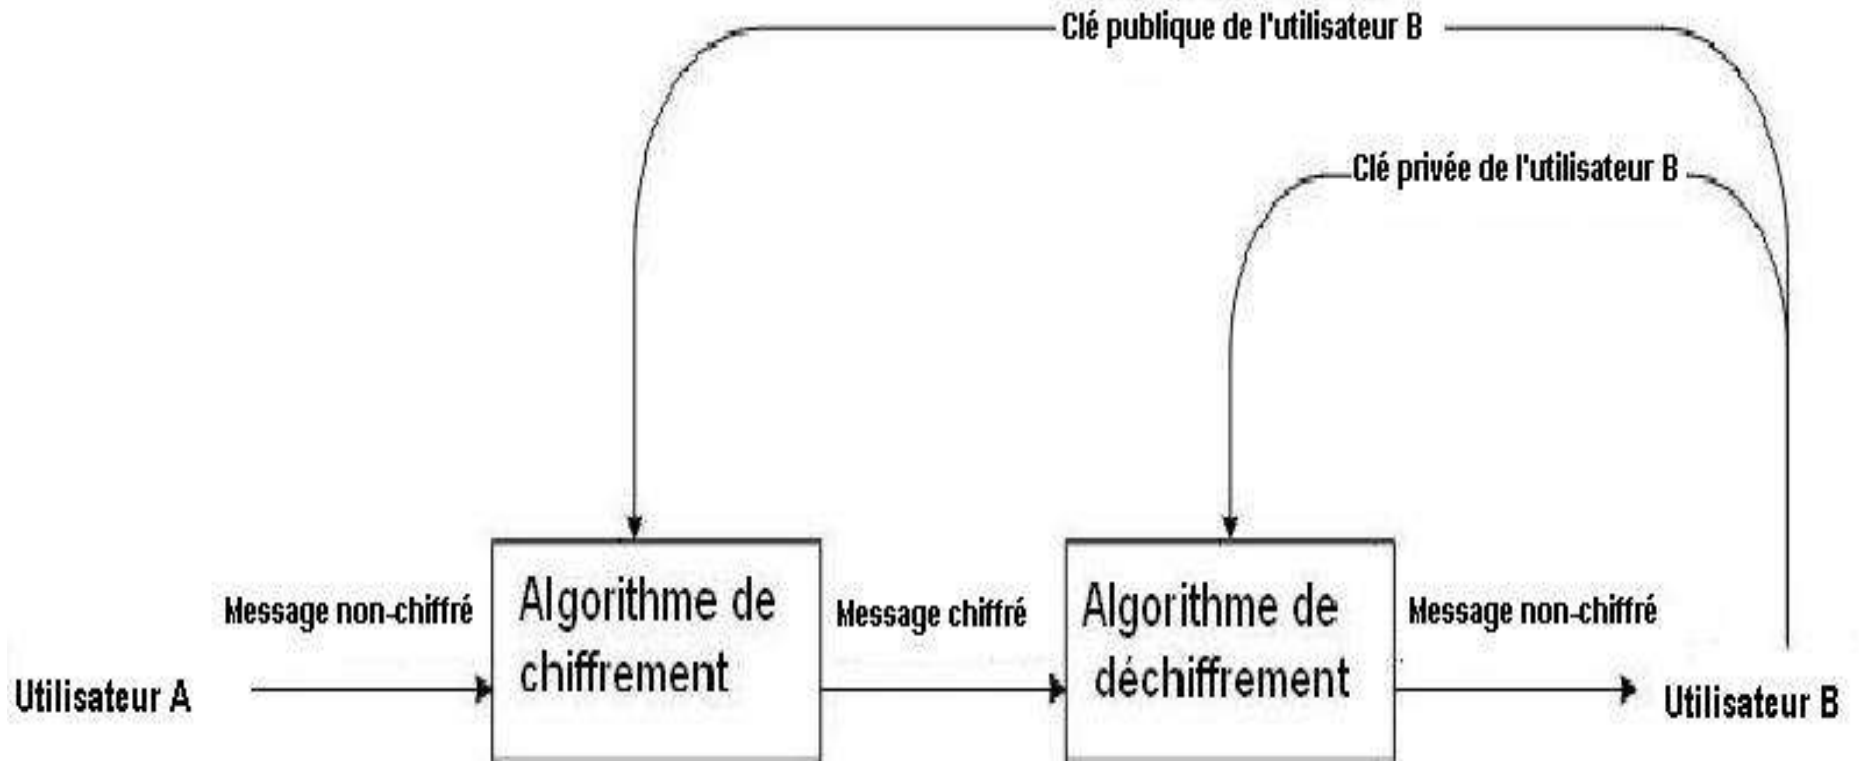 Clé publique de l'utilisateur B
Clé privée de l'utilisateur B
Message non-chiffré
Algorithme de
chiffrement
Message chiffré
Algorithme de
déchiffrement
Message non-chiffré
Utilisateur A
Utilisateur B